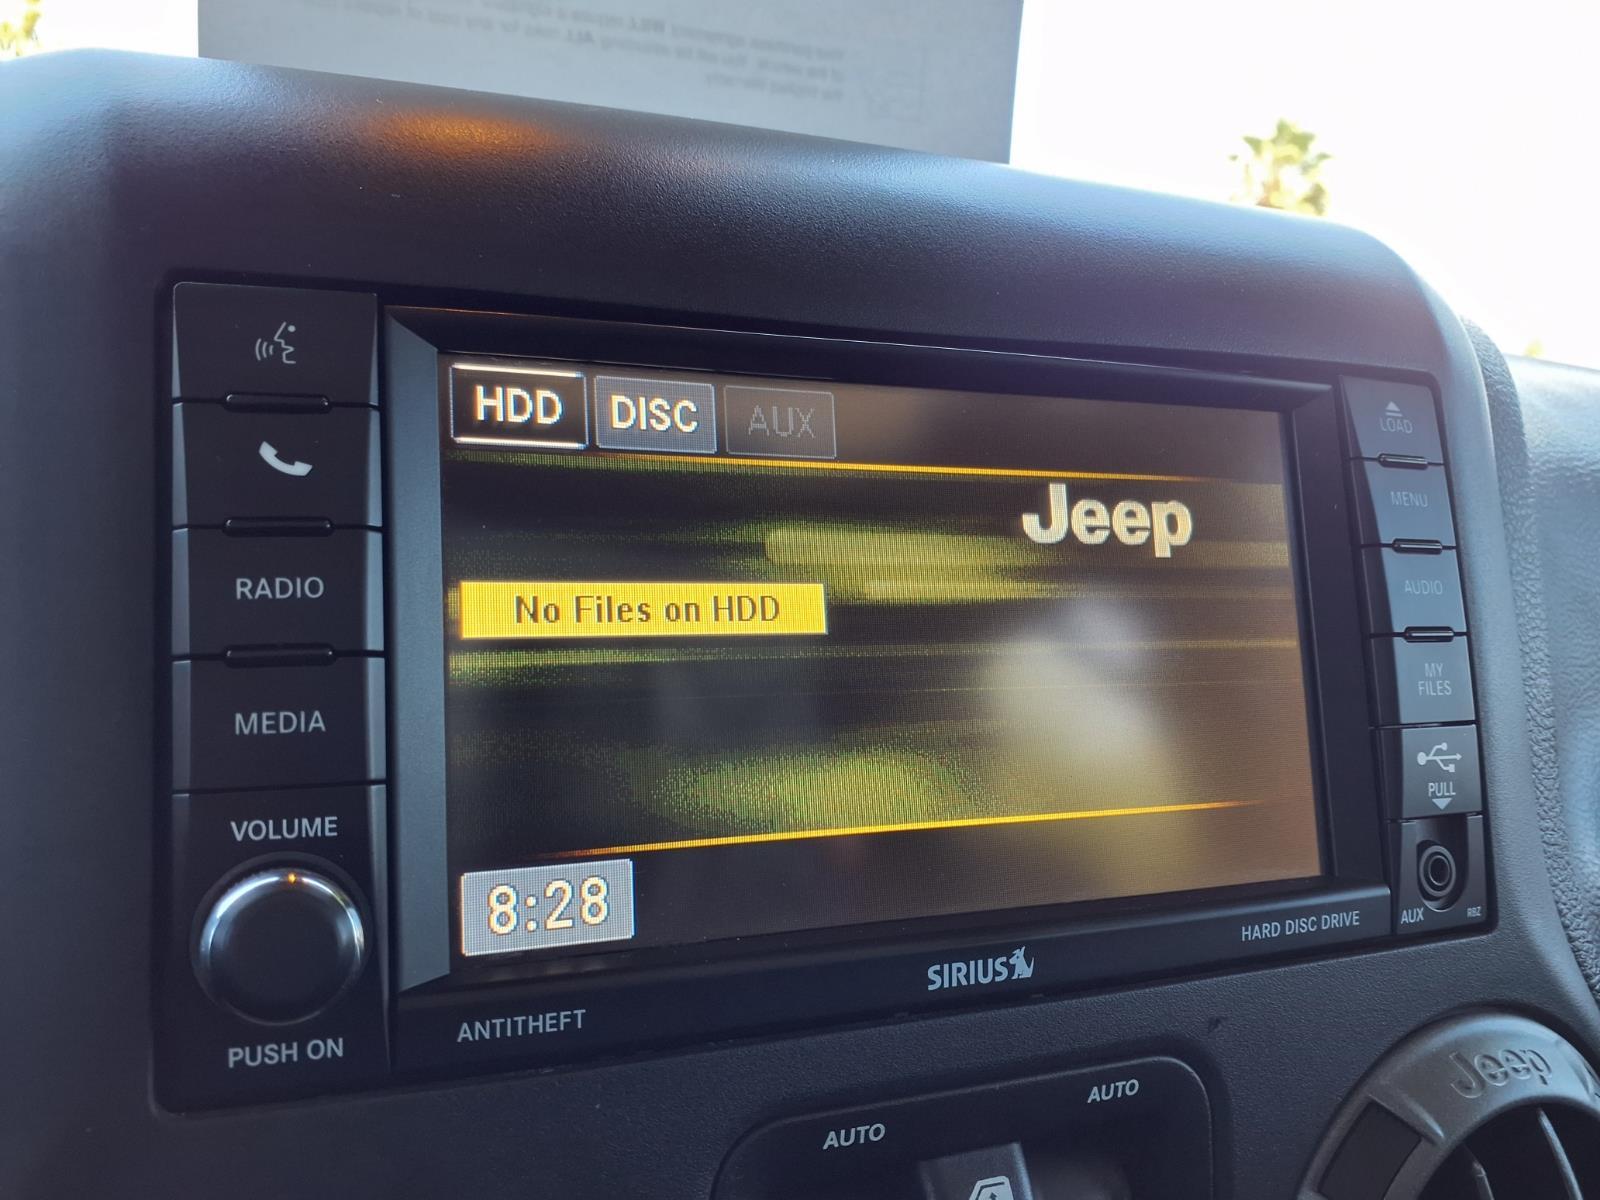 HDD DISC AUX
Jeep
No Files on HDD
8:28
RADIO
MEDIA
VOLUME
PUSH ON
ANTITHEFT
SIRIUS
HARD DISC DRIVE
LOAD
MENU
AUDIO
MY
FILES
PULL
AUX
RBZ
AUTO
AUTO
Jeep